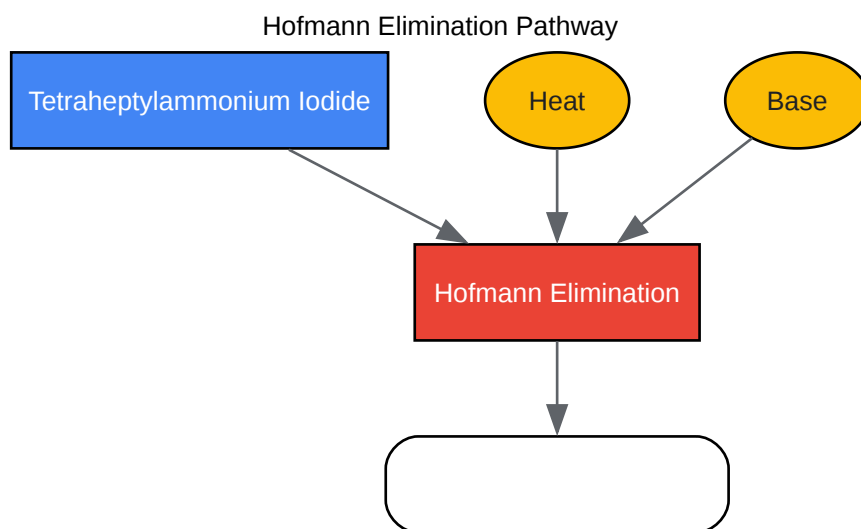 Hofmann Elimination Pathway
Tetraheptylammonium Iodide
Heat
Base
Hofmann Elimination